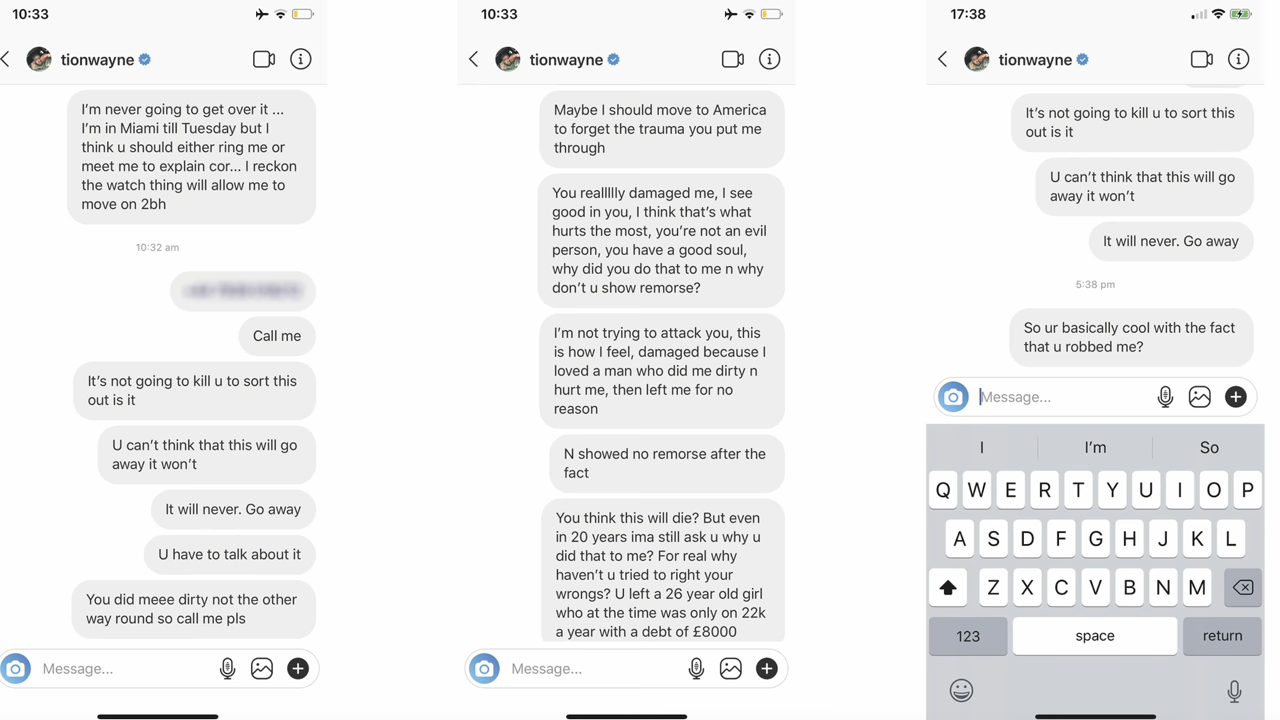 10:33
tionwayne
I'm never going to get over it ...
I'm in Miami till Tuesday but I
think u should either ring me or
meet me to explain cor... I reckon
the watch thing will allow me to
move on 2bh
10:32 am
Call me
It's not going to kill u to sort this
out is it
U can't think that this will go
away it won't
It will never. Go away
U have to talk about it
You did meee dirty not the other
way round so call me pls
Message...
10:33
tionwayne
Maybe I should move to America
to forget the trauma you put me
through
You reallllly damaged me, I see
good in you, I think that's what
hurts the most, you're not an evil
person, you have a good soul,
why did you do that to me n why
don't u show remorse?
I'm not trying to attack you, this
is how I feel, damaged because I
loved a man who did me dirty n
hurt me, then left me for no
reason
N showed no remorse after the
fact
You think this will die? But even
in 20 years ima still ask u why u
did that to me? For real why
haven't u tried to right your
wrongs? U left a 26 year old girl
who at the time was only on 22k
a year with a debt of £8000
Message...
17:38
tionwayne
It's not going to kill u to sort this
out is it
U can't think that this will go
away it won't
It will never. Go away
5:38 pm
So ur basically cool with the fact
that u robbed me?
Message...
I I'm So
Q W E R T Y U I O P
A S D F G H J K L
Z X C V B N M
123 space return